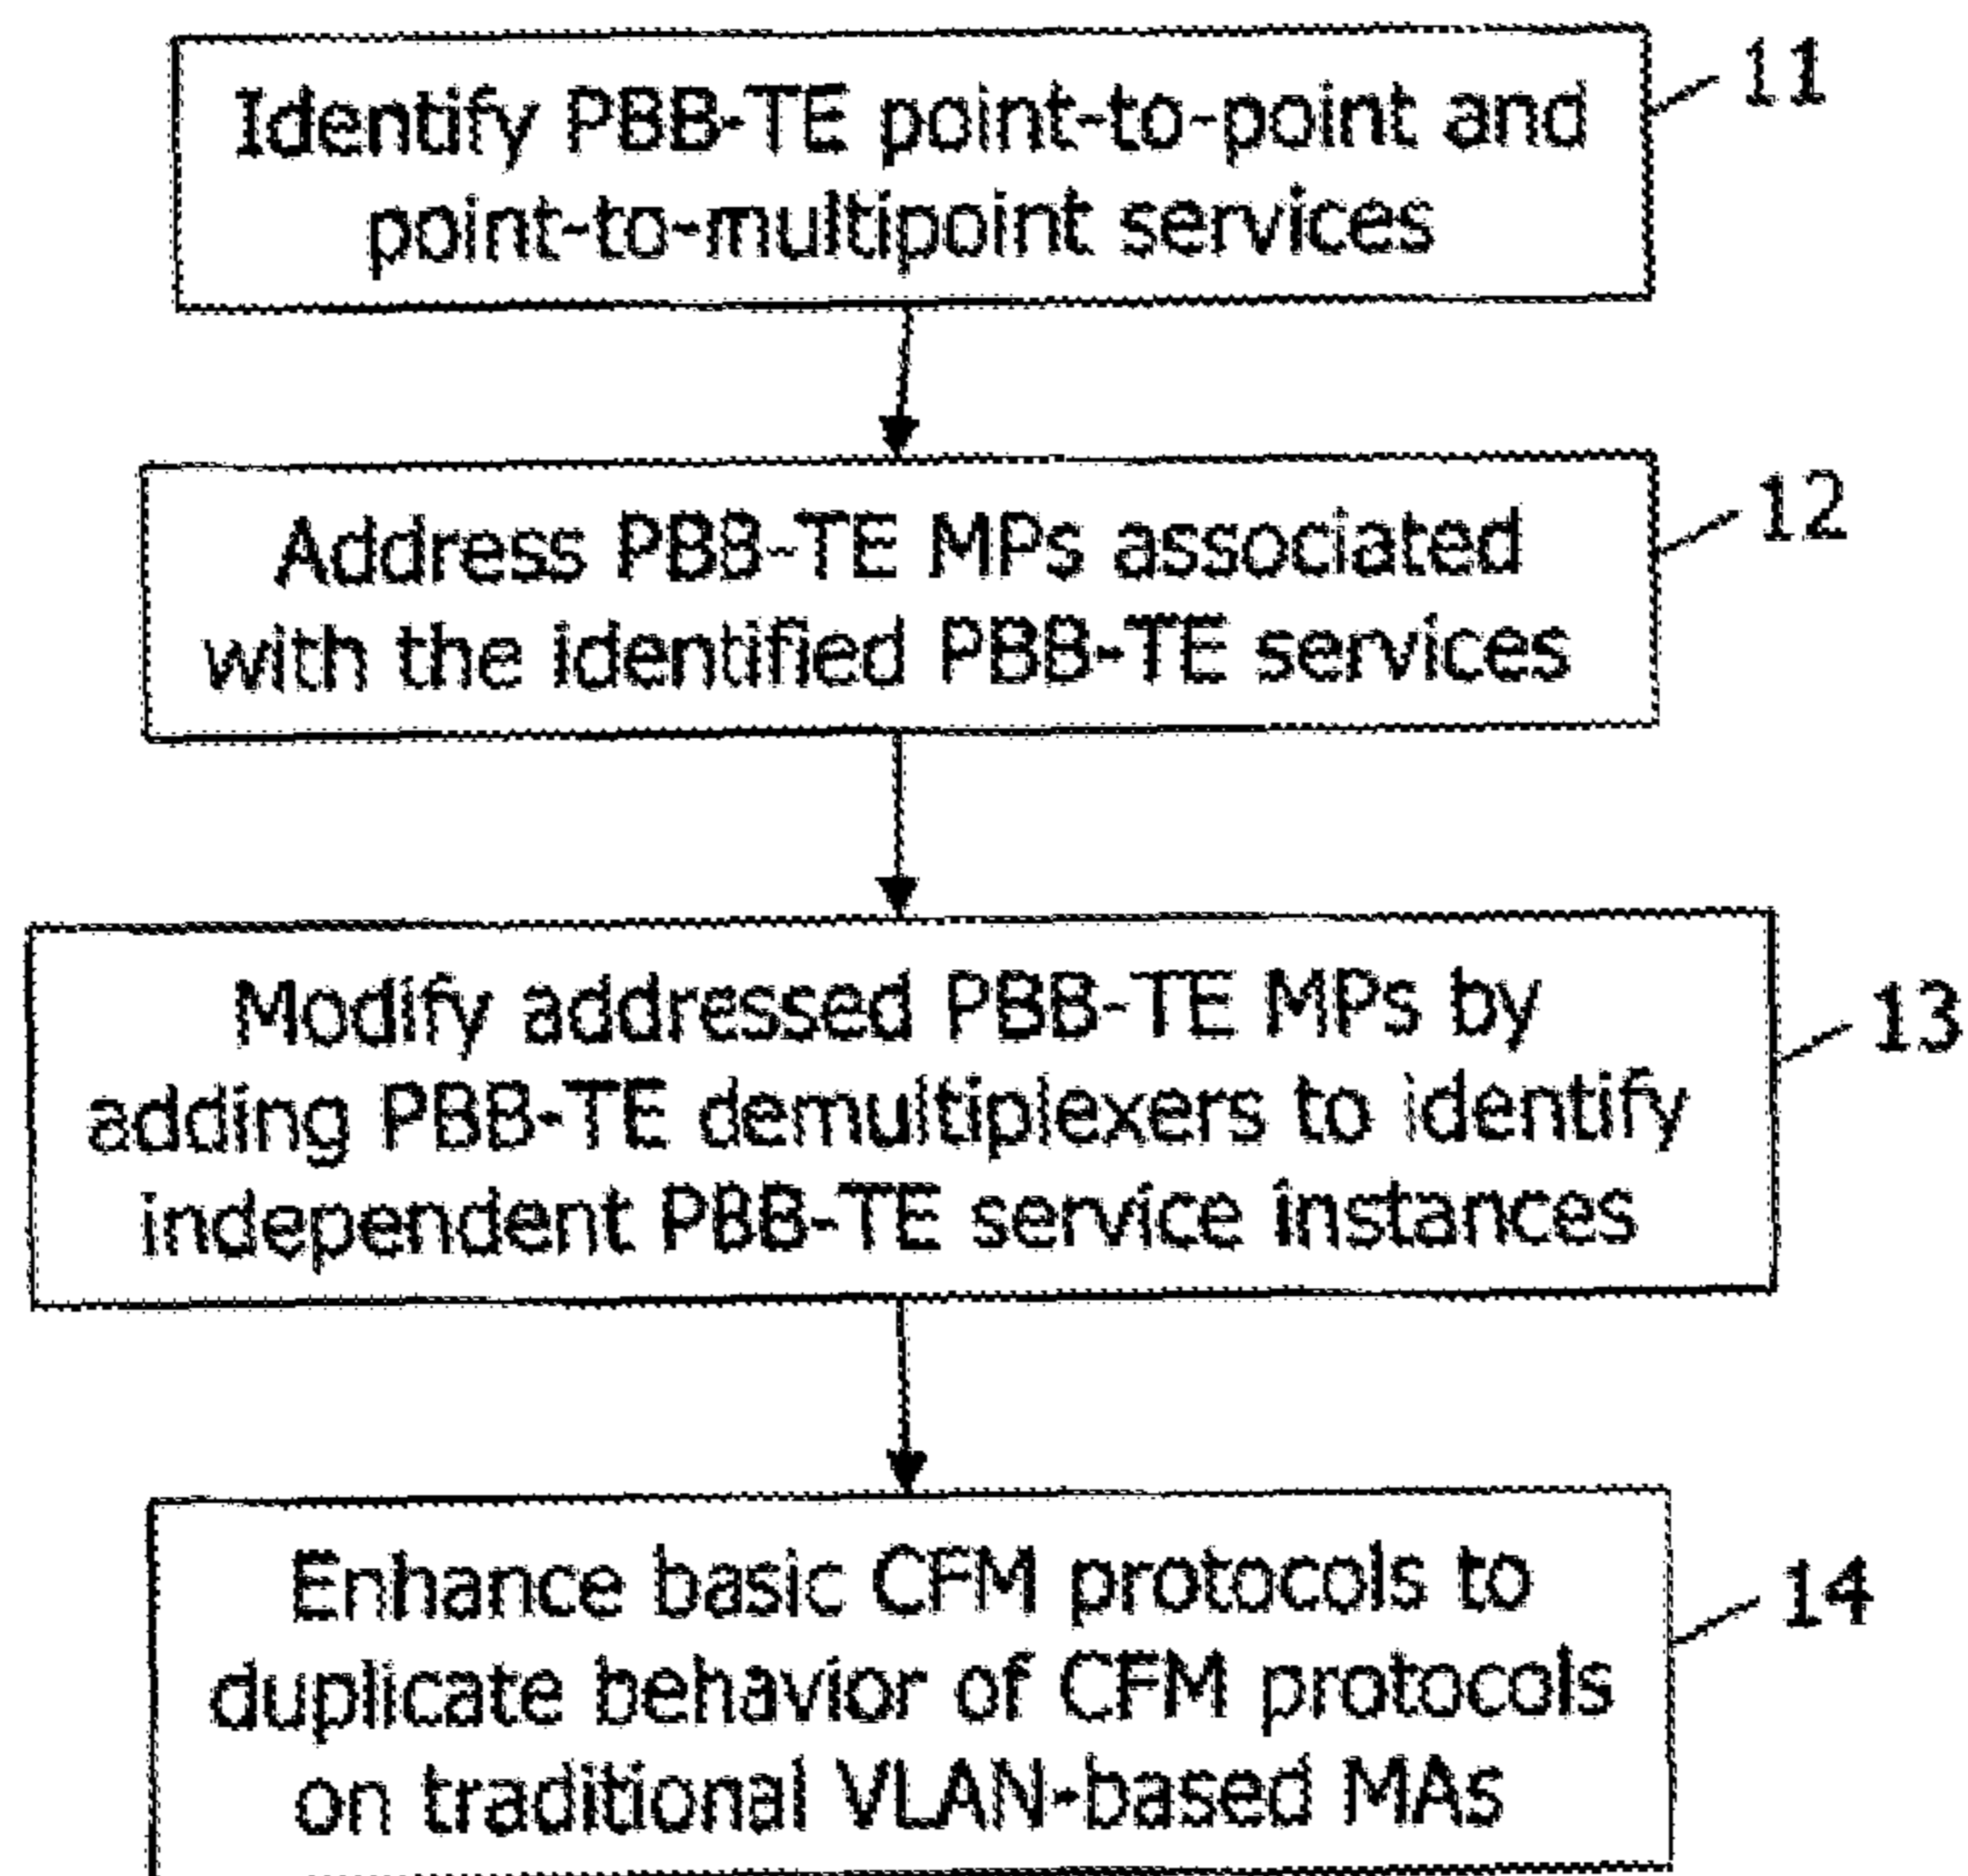 Identify PBB-TE point-to-point and
point-to-multipoint services
11
Address PBB-TE MPs associated
with the identified PBB-TE services
12
Modify addressed PBB-TE MPs by
adding PBB-TE demultiplexers to identify
independent PBB-TE service instances
13
Enhance basic CFM protocols to
duplicate behavior of CFM protocols
on traditional VLAN-based MAs
14